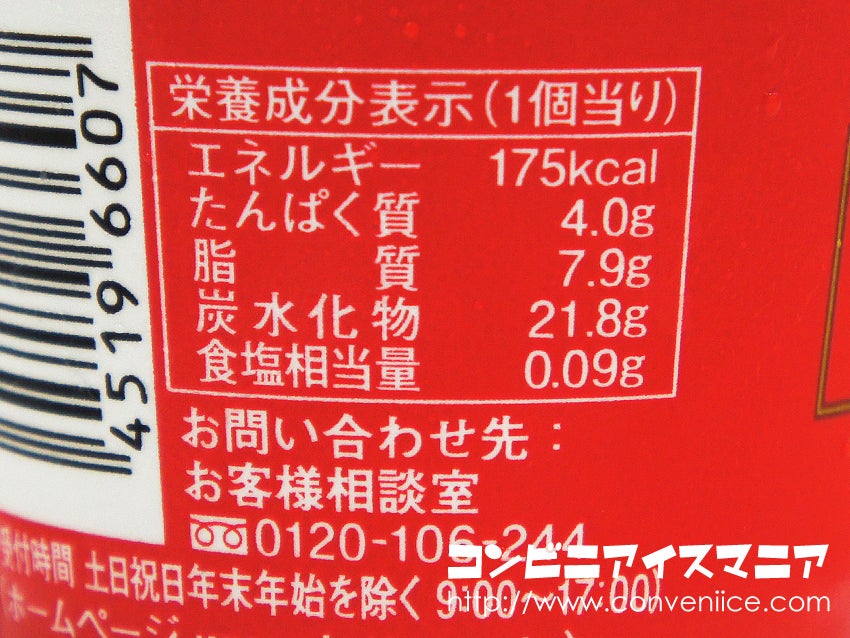 栄養成分表示(1個当り)
エネルギー 175kcal
たんぱく質 4.0g
脂質 7.9g
炭水化物 21.8g
食塩相当量 0.09g
4519 6607
お問い合わせ先:
お客様相談室
0120-106-244
受付時間 土日祝日年末年始を除く 9:00~17:00
コンビニアイスマニア
http://www.conveniice.com/
ホームページ